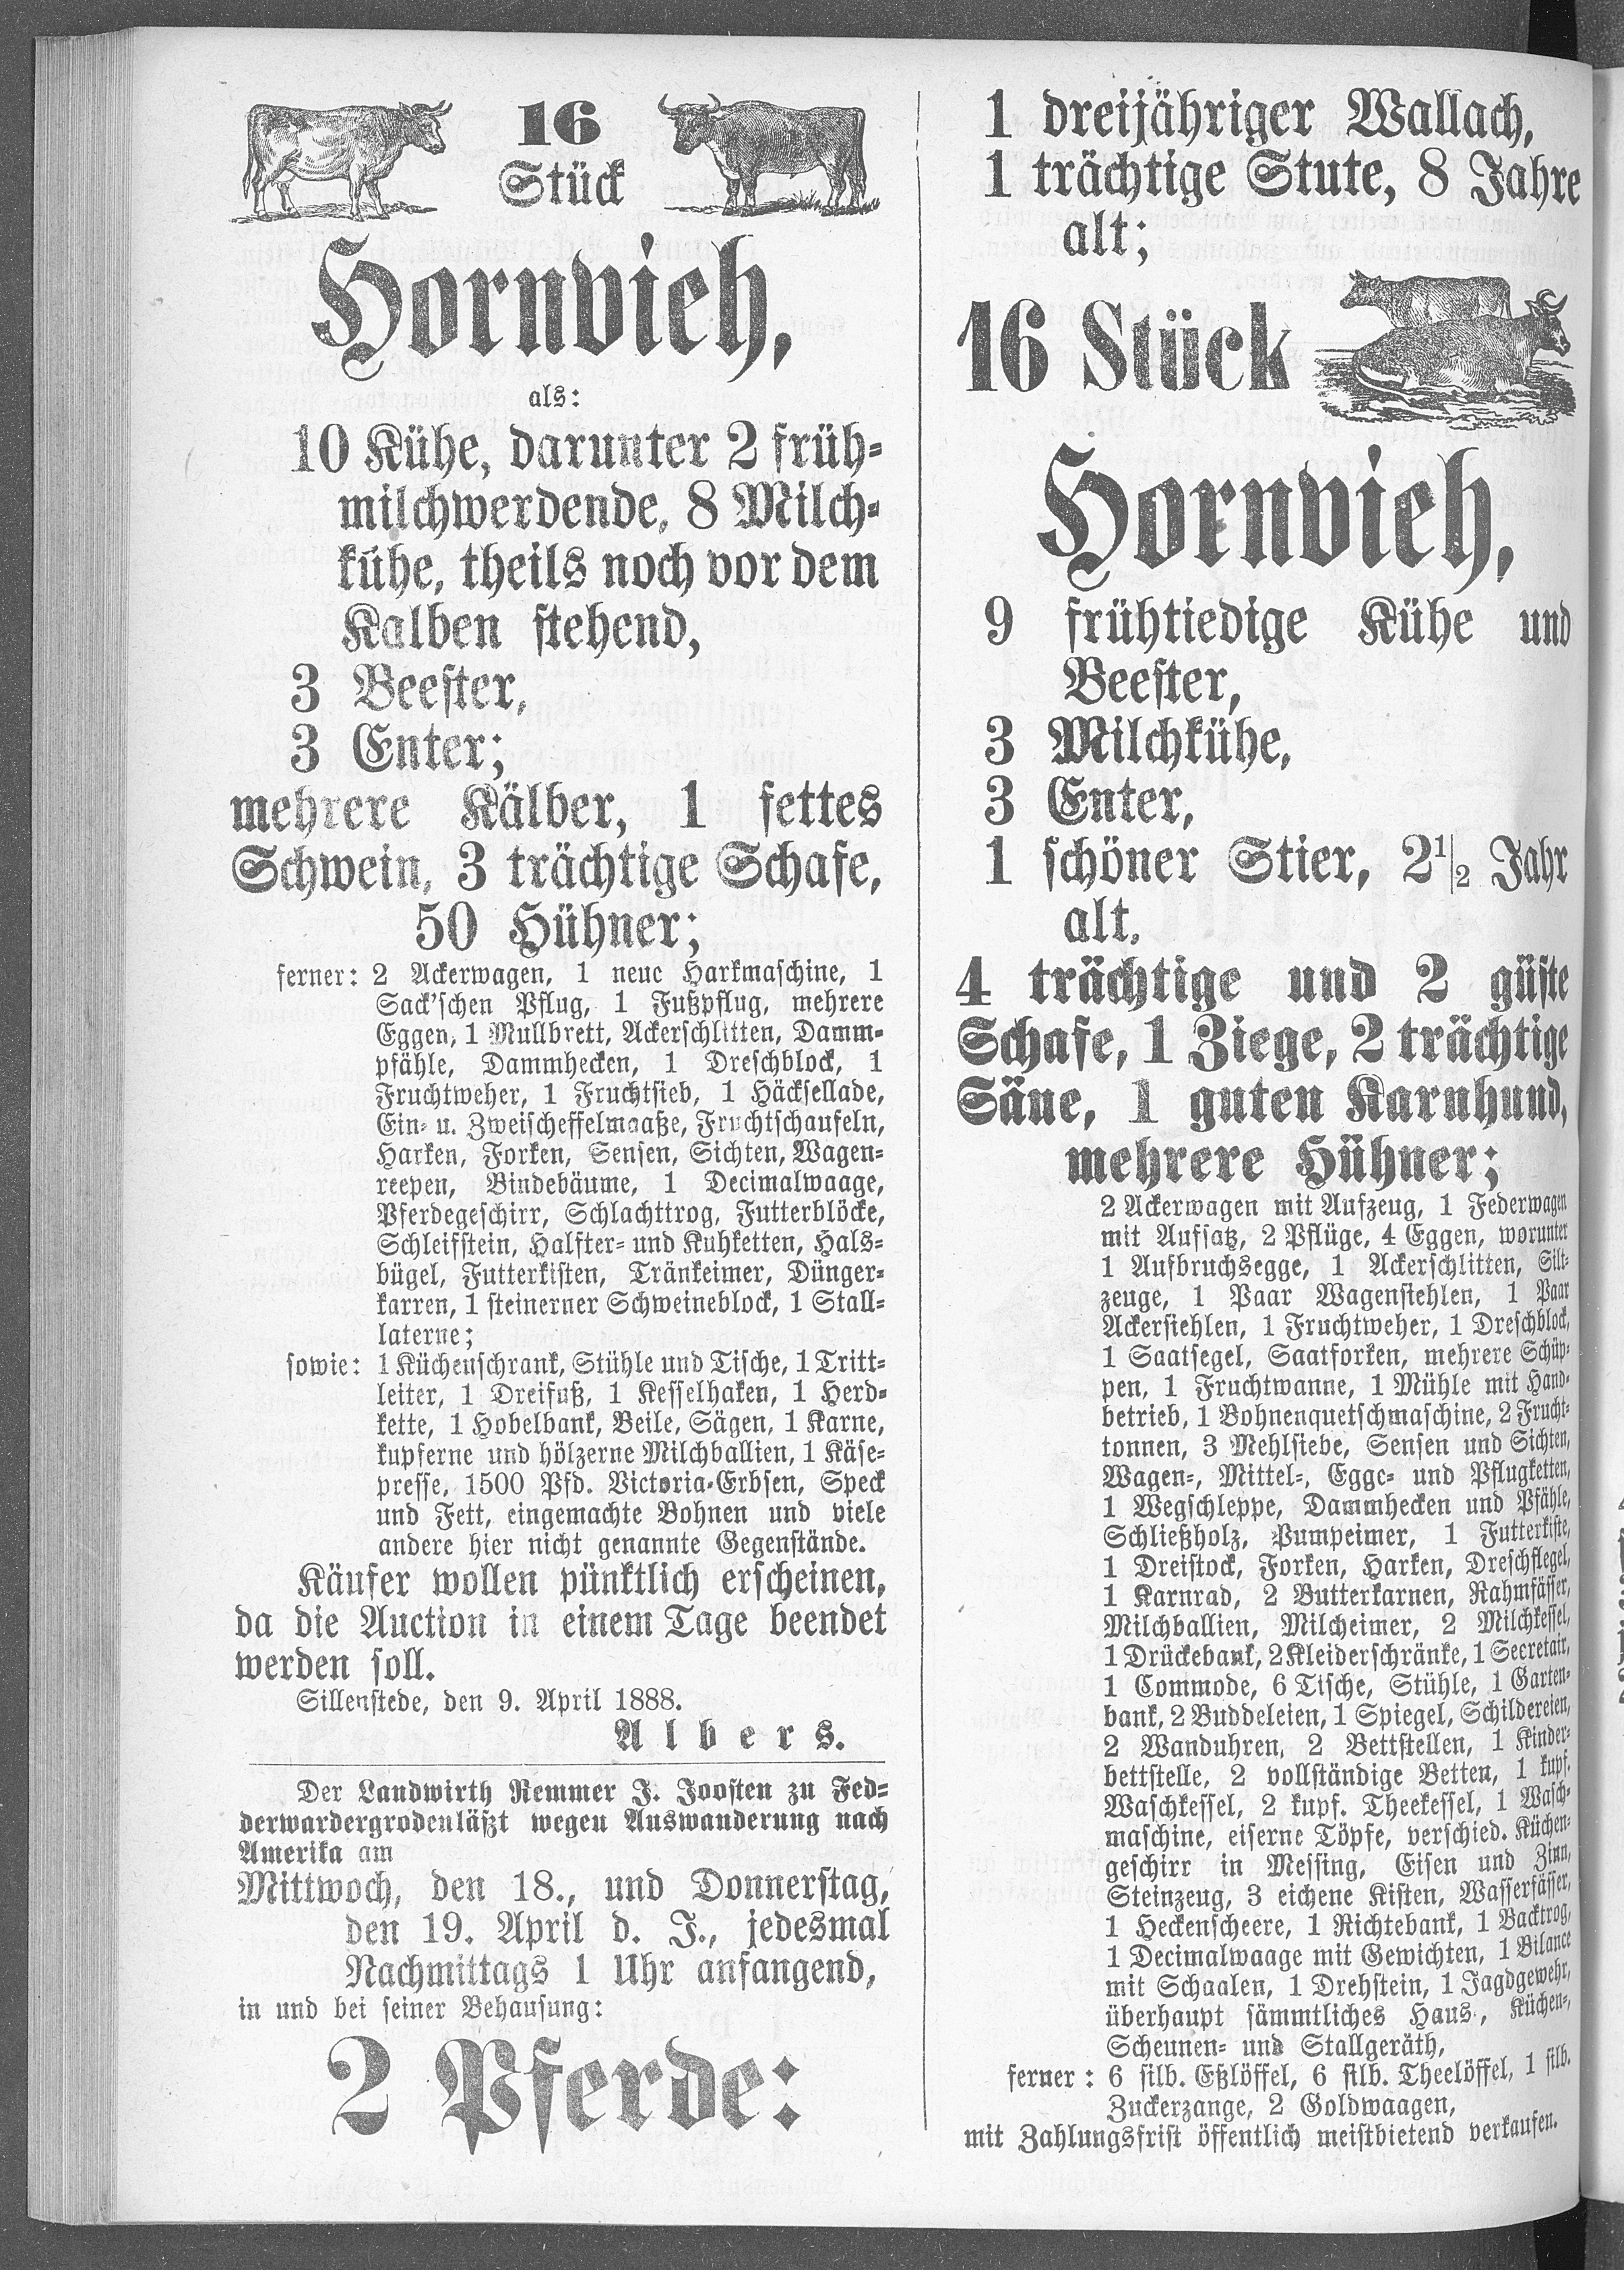 16
Stück
Hornvieh,
als:
10 Kühe, darunter 2 früh-
milchwerdende, 8 Milch-
kühe, theils noch vor dem
Kalben stehend,
3 Beester,
3 Enter;
mehrere Kälber, 1 fettes
Schwein, 3 trächtige Schafe,
50 Hühner;
ferner: 2 Ackerwagen, 1 neue Harkmaschine, 1
Sack'schen Pflug, 1 Fußpflug, mehrere
Eggen, 1 Mullbrett, Ackerschlitten, Damm-
pfähle, Dammhecken, 1 Dreschblock, 1
Fruchtweher, 1 Fruchtsieb, 1 Häcksellade,
Ein- u. Zweischeffelmaaße, Fruchtschaufeln,
Harken, Forken, Sensen, Sichten, Wagen-
reepen, Bindebäume, 1 Decimalwaage,
Pferdegeschirr, Schlachttrog, Futterblöcke,
Schleifstein, Halfter- und Kuhketten, Hals-
bügel, Futterkisten, Tränkeimer, Dünger-
karren, 1 steinerner Schweineblock, 1 Stall-
laterne;
sowie: 1 Küchenschrank, Stühle und Tische, 1 Tritt-
leiter, 1 Dreifuß, 1 Kesselhaken, 1 Herd-
kette, 1 Hobelbank, Beile, Sägen, 1 Karne,
kupferne und hölzerne Milchballien, 1 Käse-
presse, 1500 Pfd. Victoria-Erbsen, Speck
und Fett, eingemachte Bohnen und viele
andere hier nicht genannte Gegenstände.
Käufer wollen pünktlich erscheinen,
da die Auction in einem Tage beendet
werden soll.
Sillenstede, den 9. April 1888.
Albers.
Der Landwirth Remmer J. Joosten zu Fed-
derwardergroden läßt wegen Auswanderung nach
Amerika am
Mittwoch, den 18., und Donnerstag,
den 19. April d. J., jedesmal
Nachmittags 1 Uhr anfangend,
in und bei seiner Behausung:
2 Pferde:
1 dreijähriger Wallach,
1 trächtige Stute, 8 Jahre
alt;
16 Stück
Hornvieh,
9 frühtiedige Kühe und
Beester,
3 Milchkühe,
3 Enter,
1 schöner Stier, 2 1/2 Jahr
alt,
4 trächtige und 2 güste
Schafe, 1 Ziege, 2 trächtige
Säne, 1 guten Karnhund,
mehrere Hühner;
2 Ackerwagen mit Aufzeug, 1 Federwagen
mit Aufsatz, 2 Pflüge, 4 Eggen, worunter
1 Aufbruchsegge, 1 Ackerschlitten, Sill-
zeuge, 1 Paar Wagenstehlen, 1 Paar
Ackersiehlen, 1 Fruchtweher, 1 Dreschblock,
1 Saatsegel, Saatforken, mehrere Schüp-
pen, 1 Fruchtwanne, 1 Mühle mit Hand-
betrieb, 1 Bohnenquetschmaschine, 2 Frucht-
tonnen, 3 Mehlsiebe, Sensen und Sichten,
Wagen-, Mittel-, Egge- und Pflugketten,
1 Wegschleppe, Dammhecken und Pfähle,
Schließholz, Pumpeimer, 1 Futterkiste,
1 Dreistock, Forken, Harken, Dreschflegel,
1 Karnrad, 2 Butterkarnen, Rahmfässer,
Milchballien, Milcheimer, 2 Milchkessel,
1 Drückebank, 2 Kleiderschränke, 1 Secretair,
1 Commode, 6 Tische, Stühle, 1 Garten-
bank, 2 Buddeleien, 1 Spiegel, Schildereien,
2 Wanduhren, 2 Bettstellen, 1 Kinder-
bettstelle, 2 vollständige Betten, 1 kupf.
Waschkessel, 2 kupf. Theekessel, 1 Wasch-
maschine, eiserne Töpfe, verschied. Küchen-
geschirr in Messing, Eisen und Zinn,
Steinzeug, 3 eichene Kisten, Wasserfässer,
1 Heckenscheere, 1 Richtebank, 1 Backtrog,
1 Decimalwaage mit Gewichten, 1 Bilance
mit Schaalen, 1 Drehstein, 1 Jagdgewehr,
überhaupt sämmtliches Haus-, Küchen-,
Scheunen- und Stallgeräth,
ferner: 6 silb. Eßlöffel, 6 silb. Theelöffel, 1 silb.
Zuckerzange, 2 Goldwaagen,
mit Zahlungsfrist öffentlich meistbietend verkaufen.